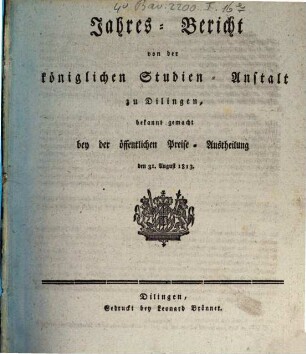 4° Bav. 2200 I. 16
Jahres-Bericht
von der
königlichen Studien-Anstalt
zu Dilingen,
bekannt gemacht
bey der öffentlichen Preise-Austheilung
den 31. August 1813.
Dilingen,
Gedruckt bey Leonard Brönner.